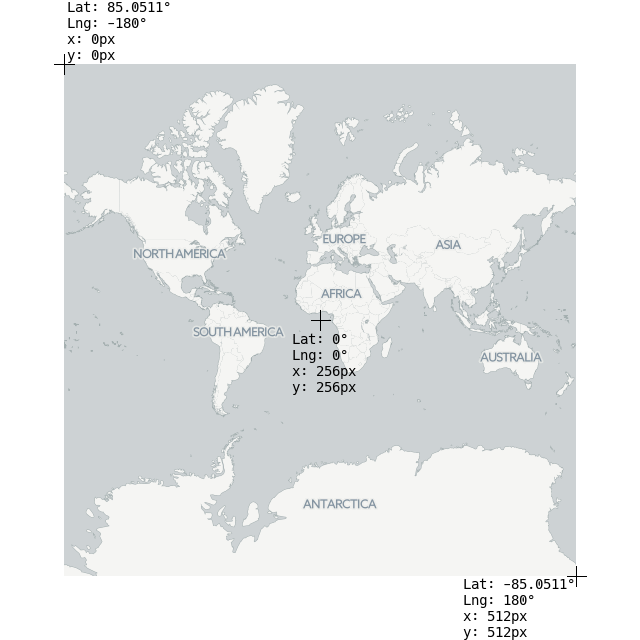 Lat: 85.0511°
Lng: -180°
x: 0px
y: 0px
EUROPE
ASIA
NORTH AMERICA
AFRICA
SOUTH AMERICA
Lat: 0°
Lng: 0°
x: 256px
y: 256px
AUSTRALIA
ANTARCTICA
Lat: -85.0511°
Lng: 180°
x: 512px
y: 512px